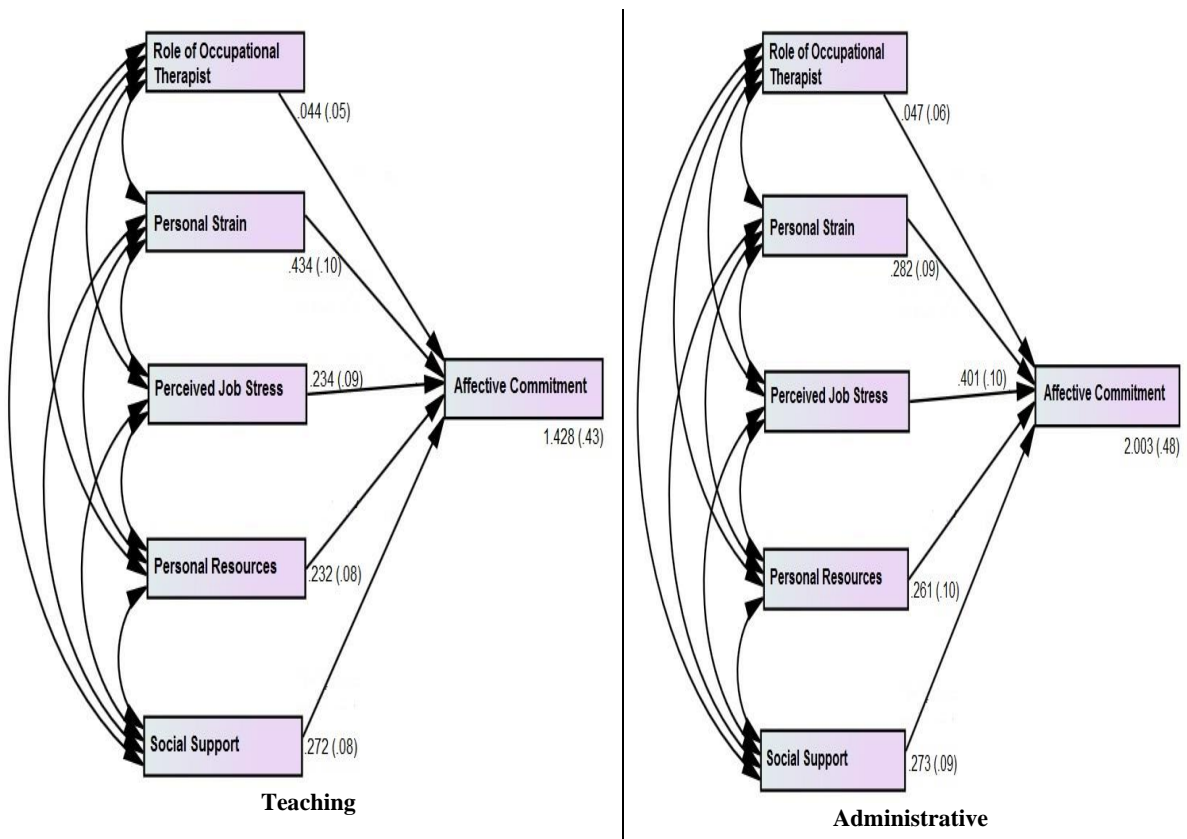 Role of Occupational
Therapist
.044 (.05)
Personal Strain
.434 (.10)
Perceived Job Stress
.234 (.09)
Affective Commitment
1.428 (.43)
Personal Resources
.232 (.08)
Social Support
.272 (.08)
Teaching
Role of Occupational
Therapist
.047 (.06)
Personal Strain
.282 (.09)
Perceived Job Stress
.401 (.10)
Affective Commitment
2.003 (.48)
Personal Resources
.261 (.10)
Social Support
.273 (.09)
Administrative